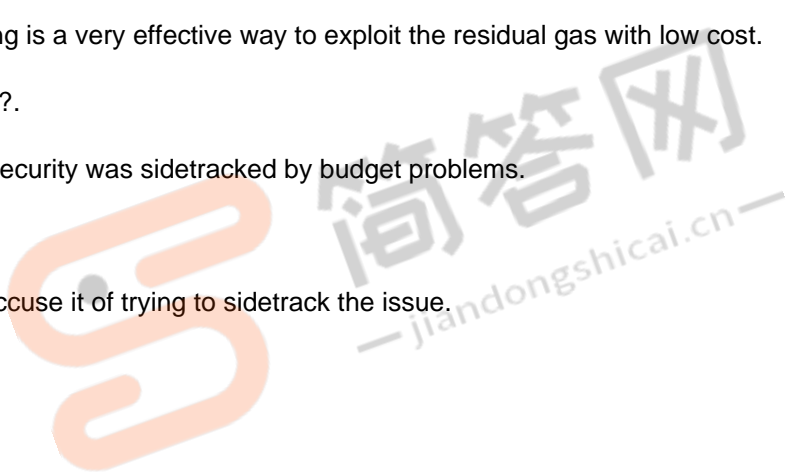 ng is a very effective way to exploit the residual gas with low cost.
?.
ecurity was sidetracked by budget problems.
简答网
jiandongshicai.cn
ccuse it of trying to sidetrack the issue.